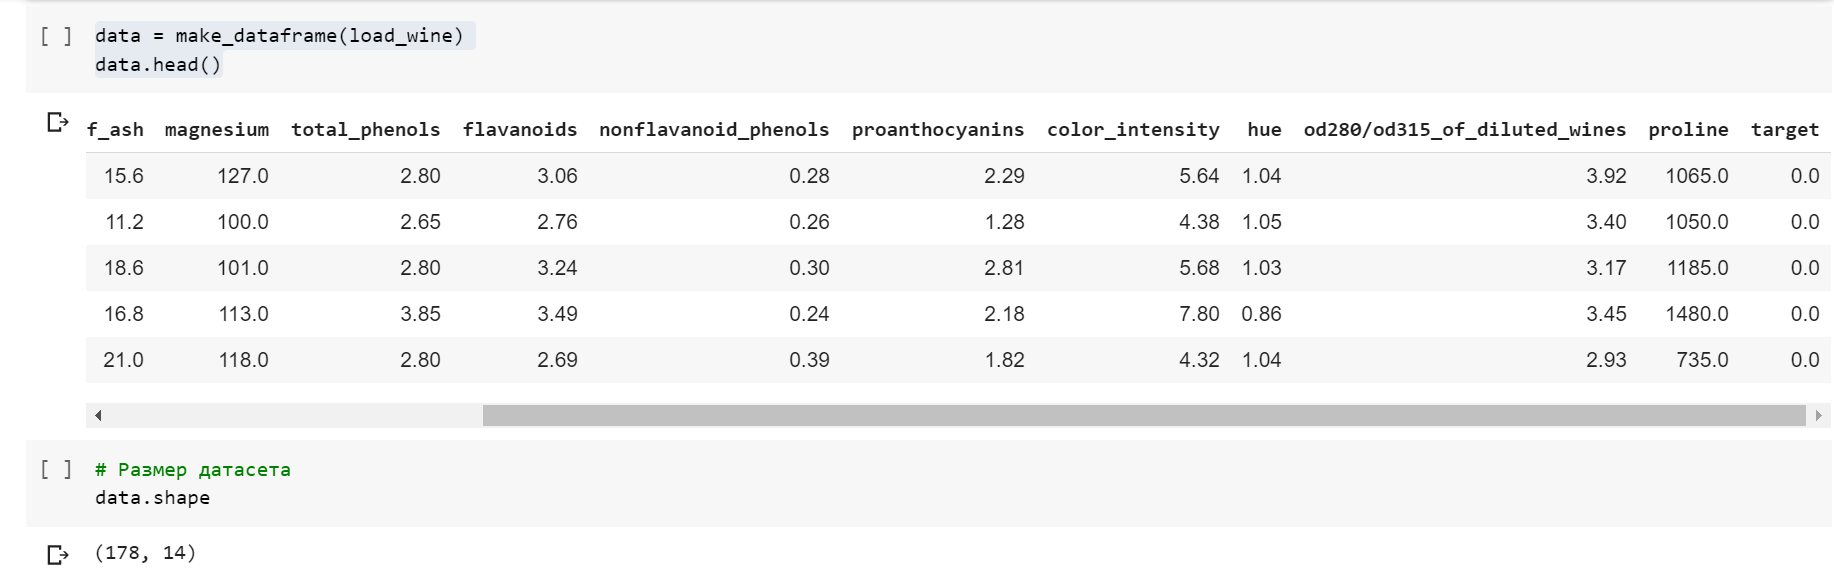 [ ] data = make_dataframe(load_wine)
data.head()
f_ash magnesium total_phenols flavanoids nonflavanoid_phenols proanthocyanins color_intensity hue od280/od315_of_diluted_wines proline target
15.6 127.0 2.80 3.06 0.28 2.29 5.64 1.04 3.92 1065.0 0.0
11.2 100.0 2.65 2.76 0.26 1.28 4.38 1.05 3.40 1050.0 0.0
18.6 101.0 2.80 3.24 0.30 2.81 5.68 1.03 3.17 1185.0 0.0
16.8 113.0 3.85 3.49 0.24 2.18 7.80 0.86 3.45 1480.0 0.0
21.0 118.0 2.80 2.69 0.39 1.82 4.32 1.04 2.93 735.0 0.0
[ ] # Размер датасета
data.shape
(178, 14)